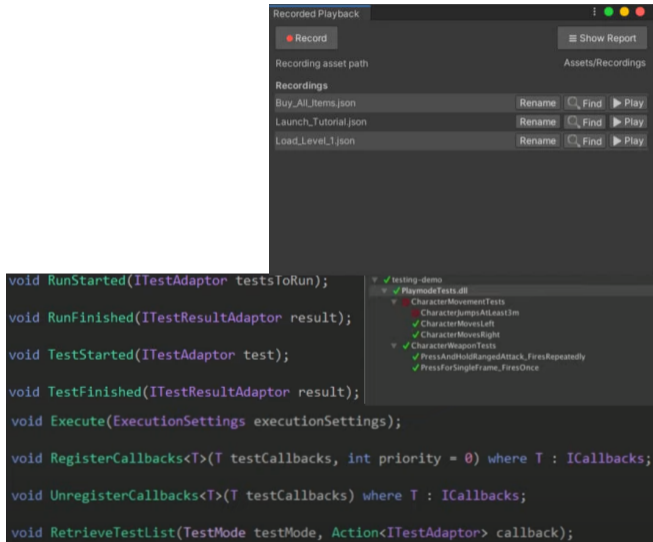 Recorded Playback
Record
Show Report
Recording asset path
Assets/Recordings
Recordings
Buy_All_Items.json Rename Find Play
Launch_Tutorial.json Rename Find Play
Load_Level_1.json Rename Find Play
void RunStarted(ITestAdaptor testsToRun);
void RunFinished(ITestResultAdaptor result);
void TestStarted(ITestAdaptor test);
void TestFinished(ITestResultAdaptor result);
testing-demo
PlaymodeTests.dll
CharacterMovementTests
CharacterJumpsAtLeast3m
CharacterMovesLeft
CharacterMovesRight
CharacterWeaponTests
PressAndHoldRangedAttack_FiresRepeatedly
PressForSingleFrame_FiresOnce
void Execute(ExecutionSettings executionSettings);
void RegisterCallbacks<T>(T testCallbacks, int priority = 0) where T : ICallbacks;
void UnregisterCallbacks<T>(T testCallbacks) where T : ICallbacks;
void RetrieveTestList(TestMode testMode, Action<ITestAdaptor> callback);